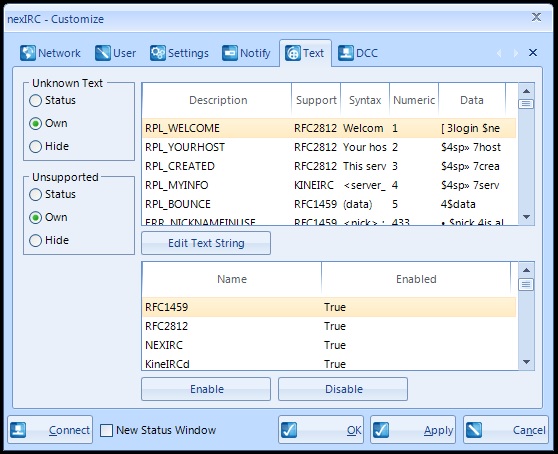 nexIRC - Customize
Network User Settings Notify Text DCC
Unknown Text
Status
Own
Hide
Unsupported
Status
Own
Hide
Description Support Syntax Numeric Data
RPL_WELCOME RFC2812 Welcom 1 [ 3login $ne
RPL_YOURHOST RFC2812 Your hos 2 $4sp» 7host
RPL_CREATED RFC2812 This serv 3 $4sp» 7crea
RPL_MYINFO KINEIRC <server_ 4 $4sp» 7serv
RPL_BOUNCE RFC1459 (data) 5 4$data
ERR_NICKNAMEINUSE RFC1459 <nick> : 433 • $nick 4is al
Edit Text String
Name Enabled
RFC1459 True
RFC2812 True
NEXIRC True
KineIRCd True
Enable Disable
Connect New Status Window OK Apply Cancel